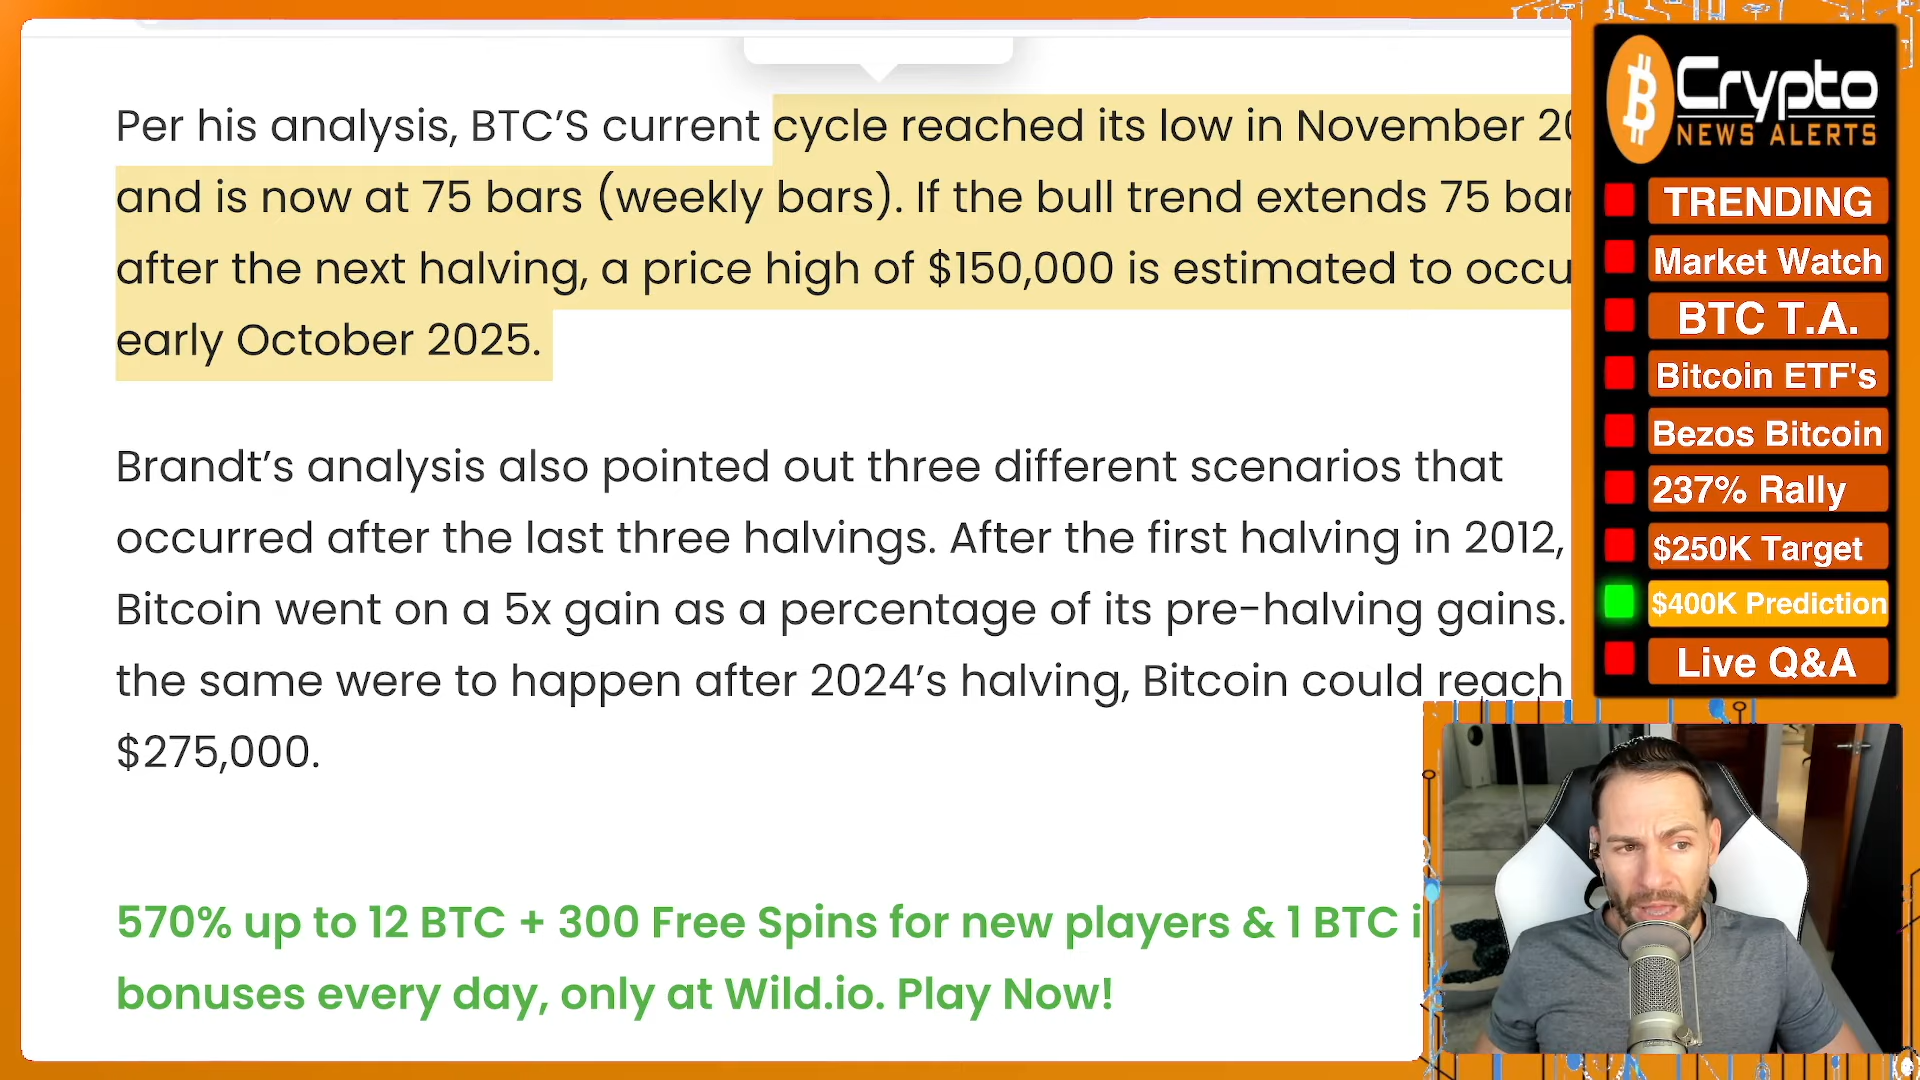 Per his analysis, BTC’S current cycle reached its low in November
and is now at 75 bars (weekly bars). If the bull trend extends 75
after the next halving, a price high of $150,000 is estimated to
early October 2025.
Brandt’s analysis also pointed out three different scenarios that
occurred after the last three halvings. After the first halving in 2012,
Bitcoin went on a 5x gain as a percentage of its pre-halving gains.
the same were to happen after 2024’s halving, Bitcoin could reach
$275,000.
570% up to 12 BTC + 300 Free Spins for new players & 1 BTC
bonuses every day, only at Wild.io. Play Now!
Crypto
NEWS ALERTS
TRENDING
Market Watch
BTC T.A.
Bitcoin ETF's
Bezos Bitcoin
237% Rally
$250K Target
$400K Prediction
Live Q&A